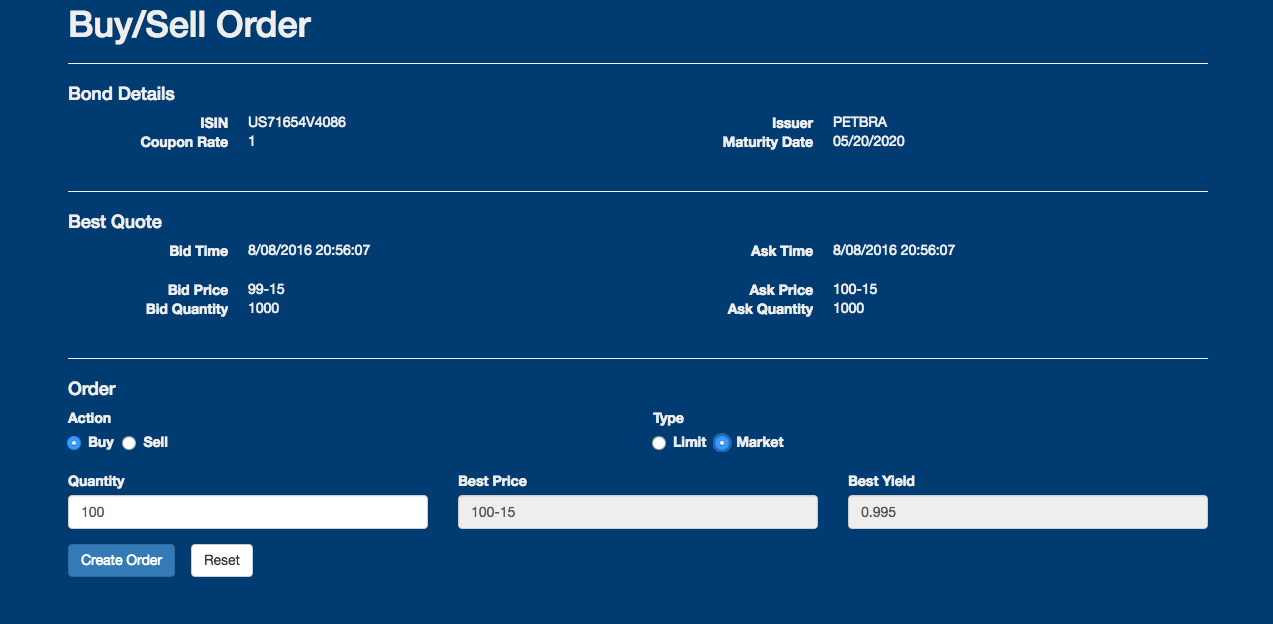 Buy/Sell Order
Bond Details
ISIN US71654V4086 Issuer PETBRA
Coupon Rate 1 Maturity Date 05/20/2020
Best Quote
Bid Time 8/08/2016 20:56:07 Ask Time 8/08/2016 20:56:07
Bid Price 99-15 Ask Price 100-15
Bid Quantity 1000 Ask Quantity 1000
Order
Action Type
Buy Sell Limit Market
Quantity Best Price Best Yield
100 100-15 0.995
Create Order Reset